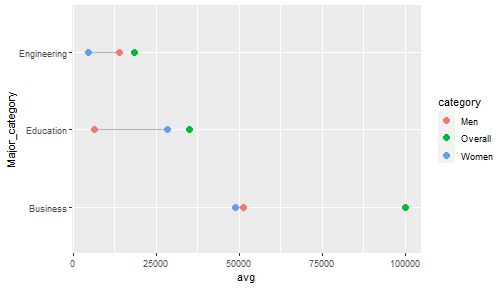 Engineering
Education
Business
Major_category
0
25000
50000
75000
100000
avg
category
Men
Overall
Women